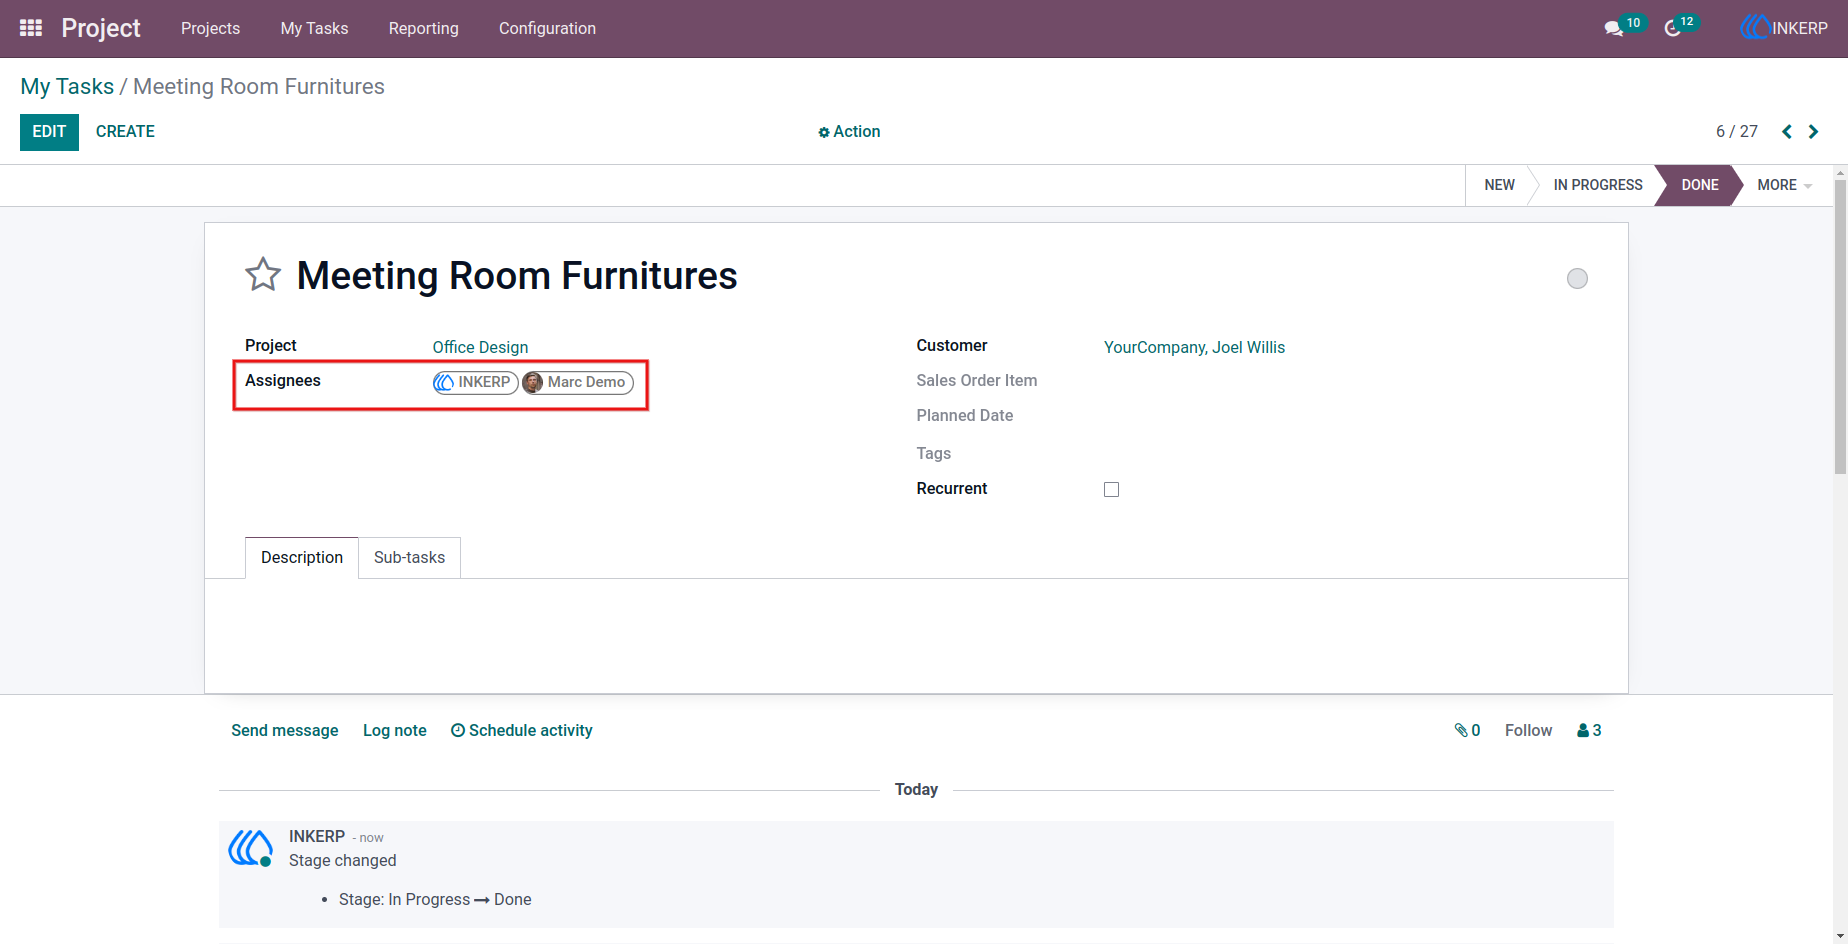 Project Projects My Tasks Reporting Configuration 10 12 INKERP
My Tasks / Meeting Room Furnitures
EDIT CREATE Action 6 / 27
NEW IN PROGRESS DONE MORE
Meeting Room Furnitures
Project Office Design Customer YourCompany, Joel Willis
Assignees INKERP Marc Demo Sales Order Item
Planned Date
Tags
Recurrent
Description Sub-tasks
Send message Log note Schedule activity 0 Follow 3
Today
INKERP - now
Stage changed
• Stage: In Progress → Done